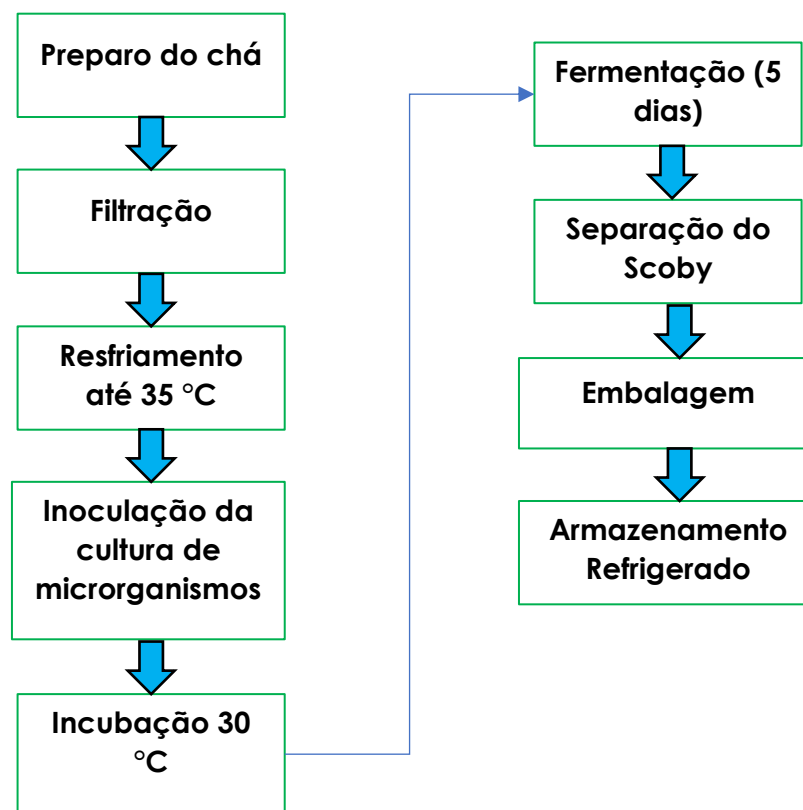 Preparo do chá
Filtração
Resfriamento
até 35 °C
Inoculação da
cultura de
microrganismos
Incubação 30
°C
Fermentação (5
dias)
Separação do
Scoby
Embalagem
Armazenamento
Refrigerado